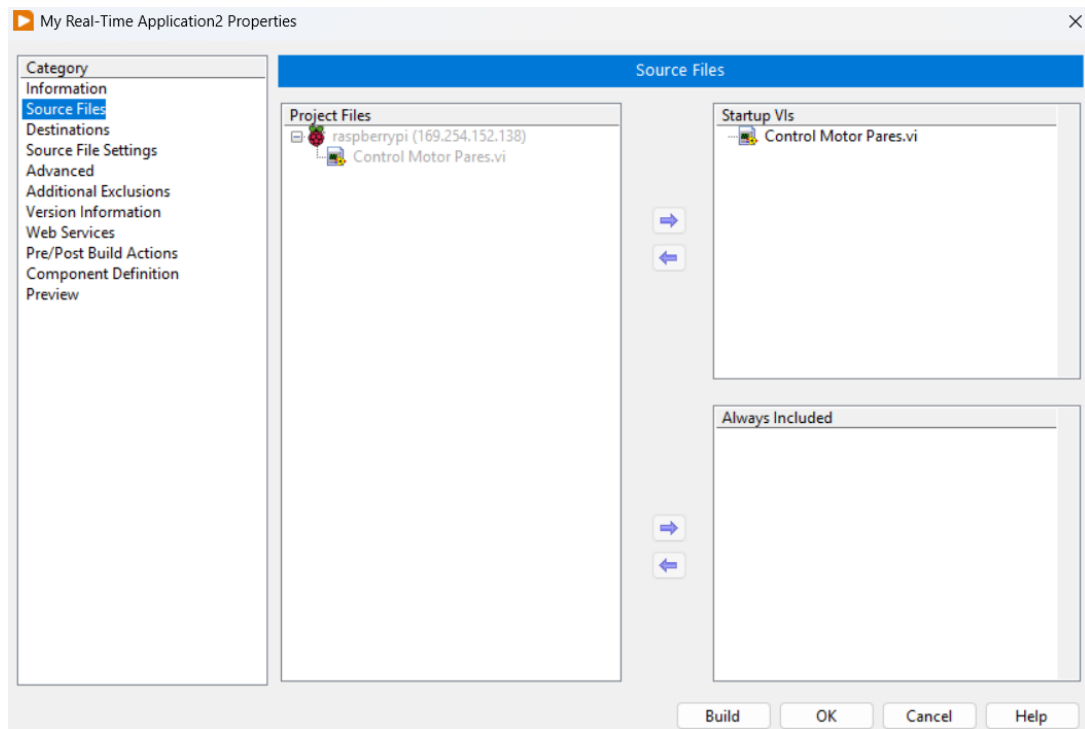 My Real-Time Application2 Properties
Category
Information
Source Files
Destinations
Source File Settings
Advanced
Additional Exclusions
Version Information
Web Services
Pre/Post Build Actions
Component Definition
Preview
Source Files
Project Files
raspberrypi (169.254.152.138)
Control Motor Pares.vi
Startup VIs
Control Motor Pares.vi
Always Included
Build
OK
Cancel
Help